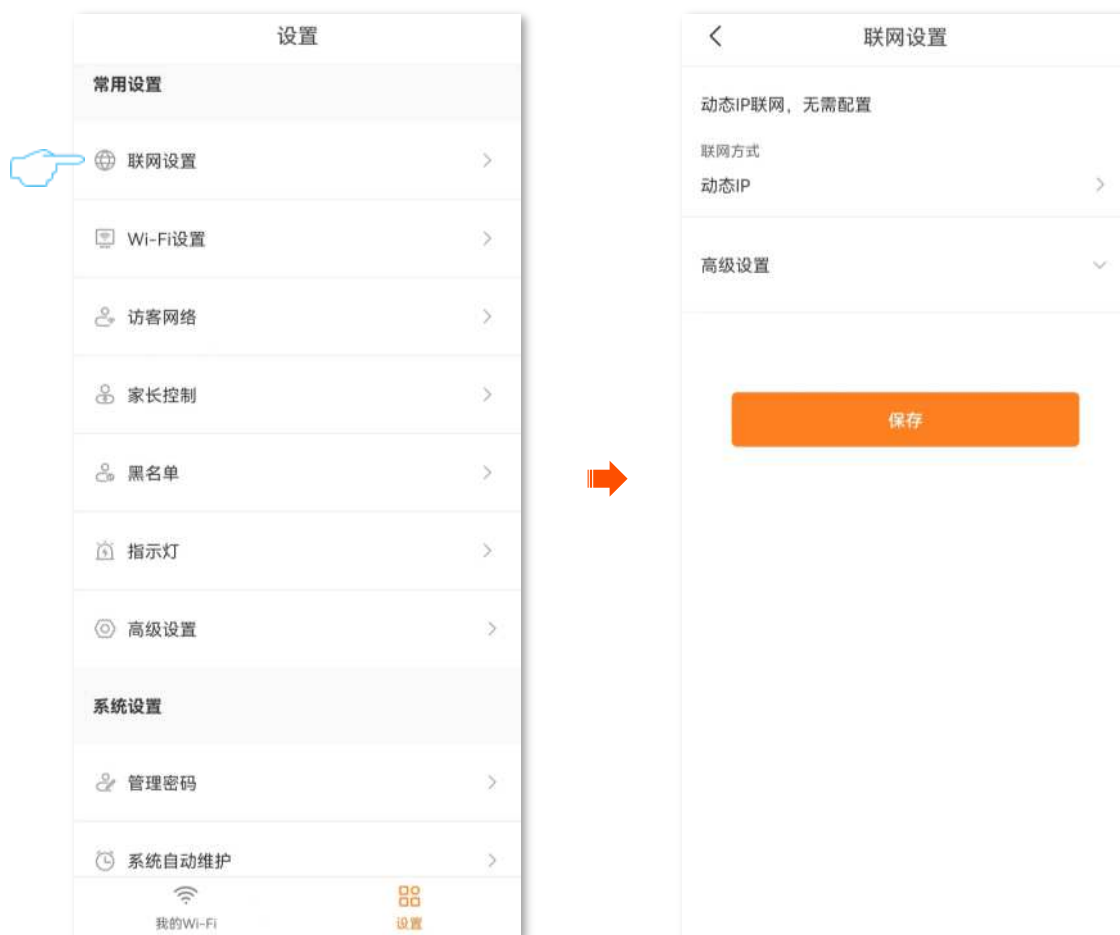 设置
常用设置
联网设置
Wi-Fi设置
访客网络
家长控制
黑名单
指示灯
高级设置
系统设置
管理密码
系统自动维护
我的Wi-Fi
设置
联网设置
动态IP联网，无需配置
联网方式
动态IP
高级设置
保存